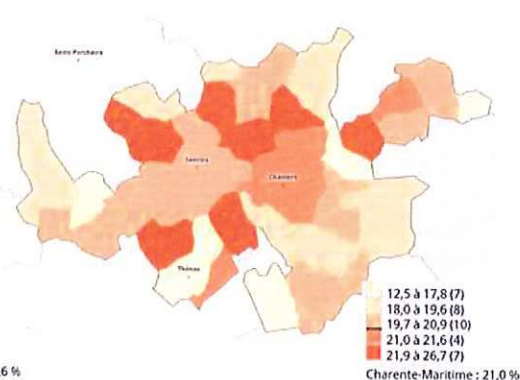 Saintes
Chaniers
Thénac
12,5 à 17,8 (7)
18,0 à 19,6 (8)
19,7 à 20,9 (10)
21,0 à 21,6 (4)
21,9 à 26,7 (7)
,6 %
Charente-Maritime : 21,0 %